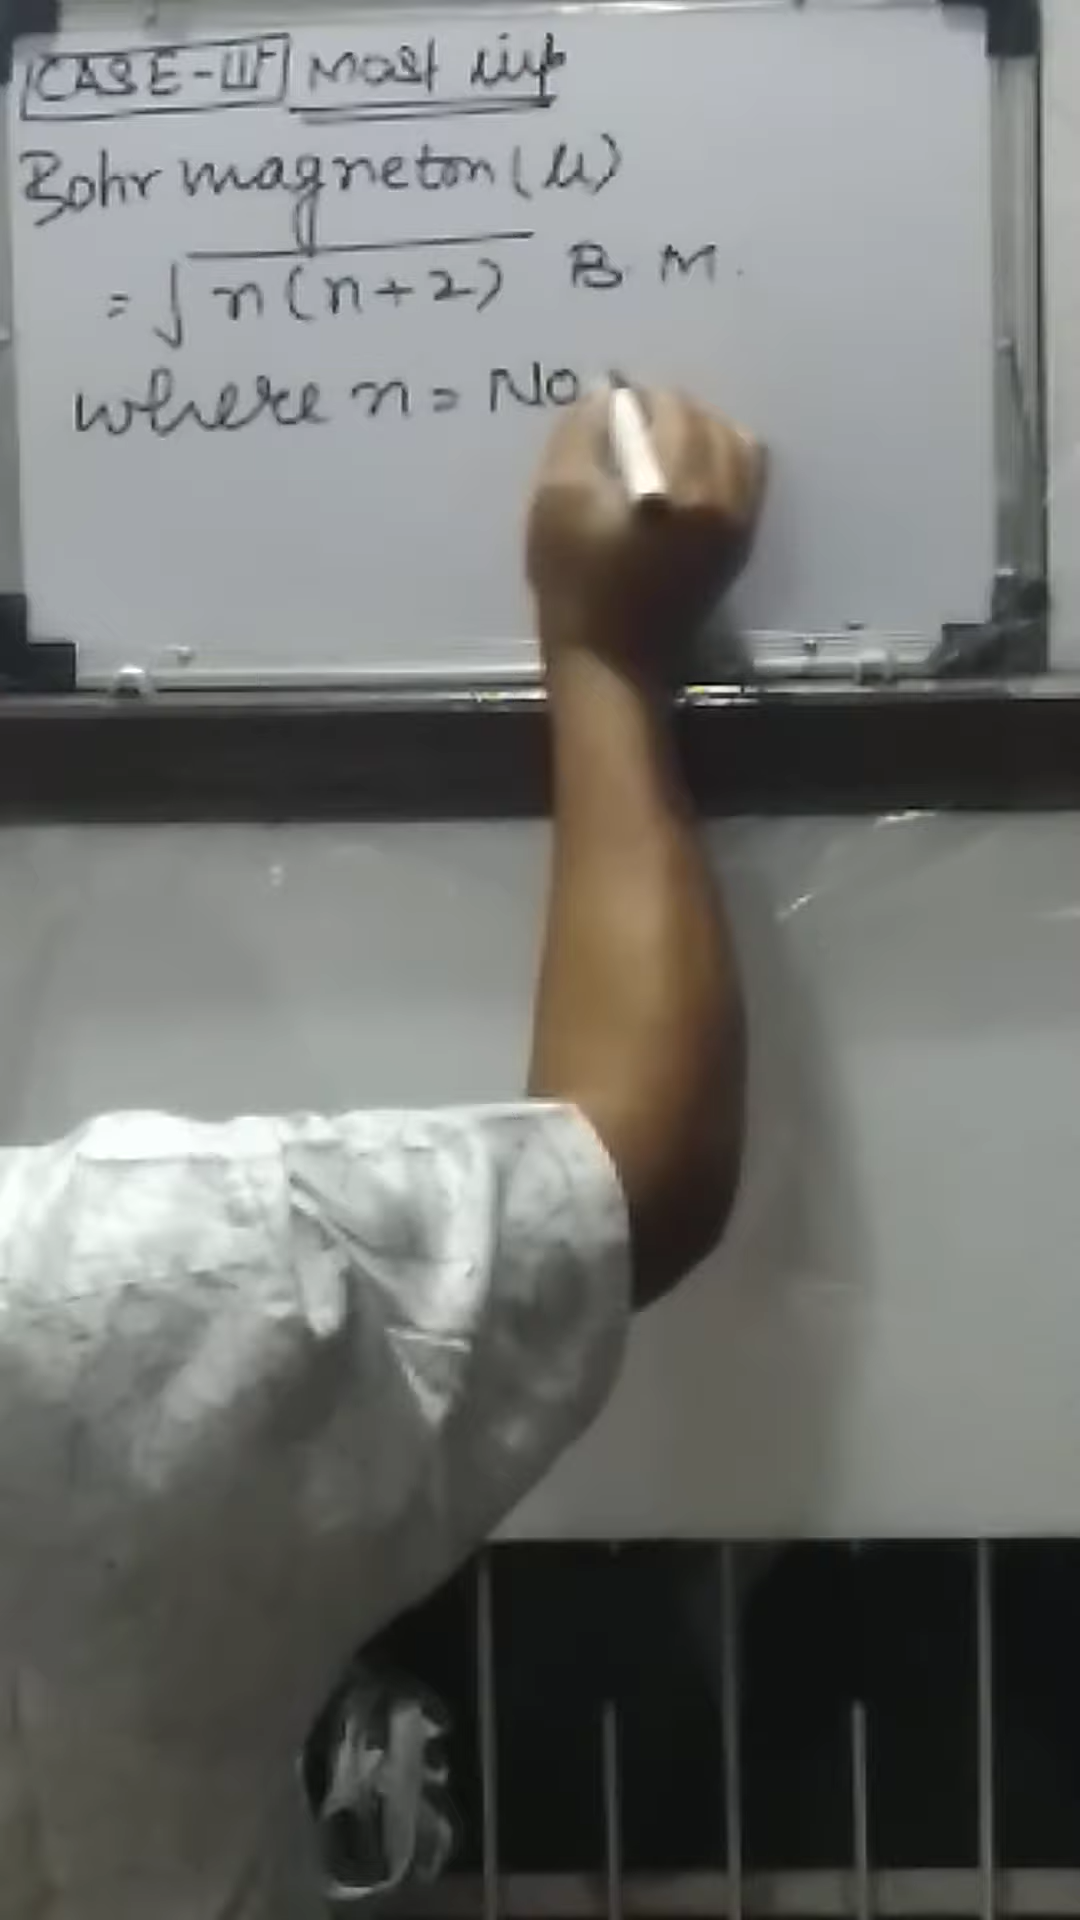 CASE-III Most imp
Bohr magneton (μ)
= √n(n+2) B.M.
where n = No